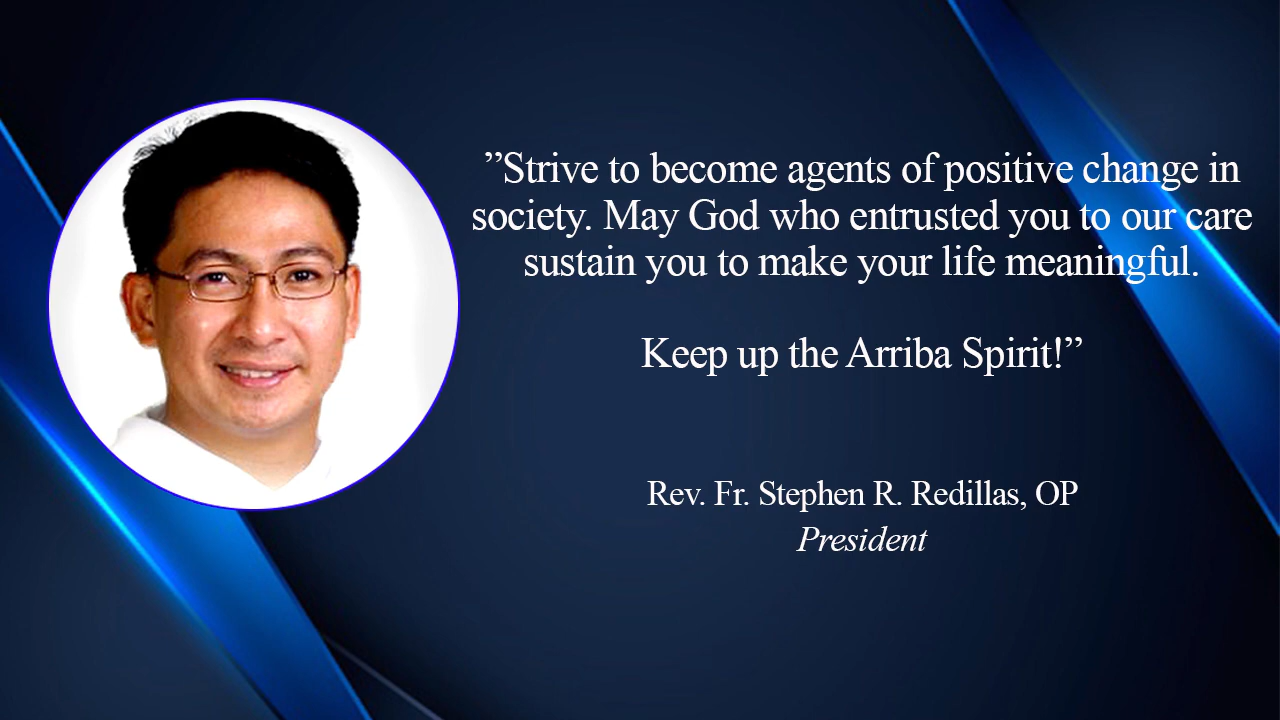 ”Strive to become agents of positive change in
society. May God who entrusted you to our care
sustain you to make your life meaningful.
Keep up the Arriba Spirit!”
Rev. Fr. Stephen R. Redillas, OP
President